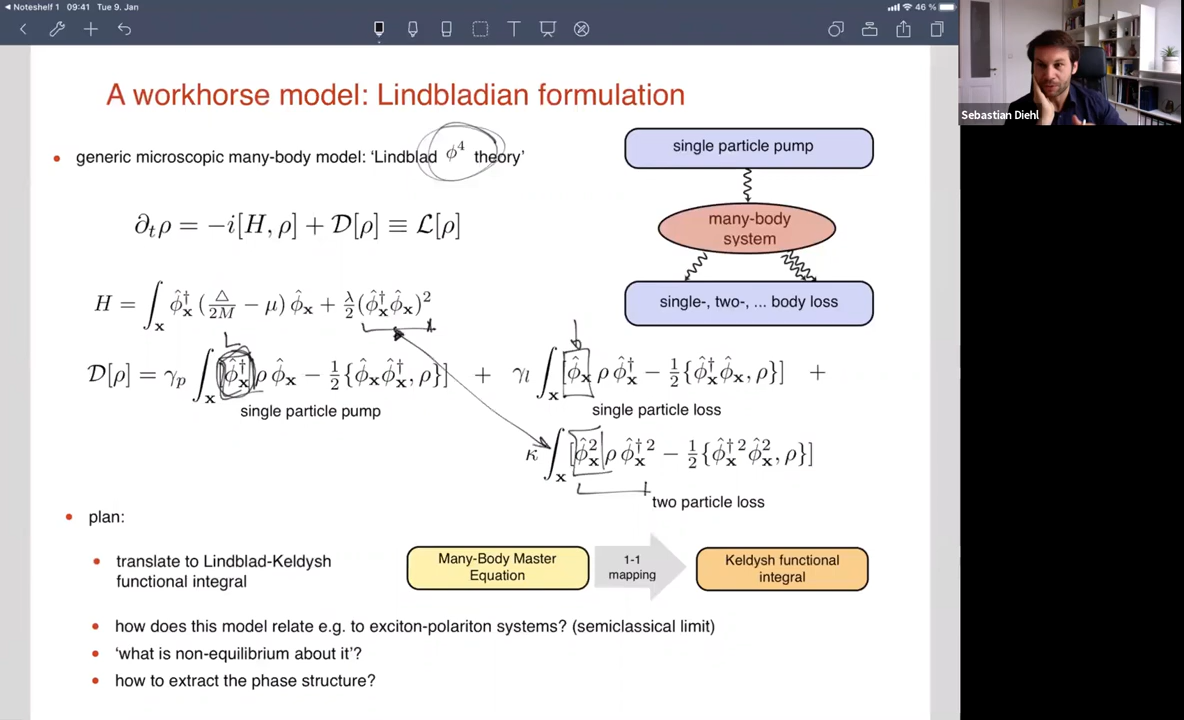 Noteshelf 1 09:41 Tue 9. Jan 46 %
A workhorse model: Lindbladian formulation
Sebastian Diehl
single particle pump
• generic microscopic many-body model: ‘Lindblad ϕ⁴ theory’
∂ₜρ = −i[H, ρ] + 𝒟[ρ] ≡ ℒ[ρ]
many-body
system
H = ∫ₓ ϕ̂ₓ† (△/2M − μ) ϕ̂ₓ + λ/2 (ϕ̂ₓ† ϕ̂ₓ)²
single-, two-, ... body loss
L
𝒟[ρ] = γₚ ∫ₓ [ϕ̂ₓ† ρ ϕ̂ₓ − ½{ϕ̂ₓ ϕ̂ₓ†, ρ}] + γₗ ∫ₓ [ϕ̂ₓ ρ ϕ̂ₓ† − ½{ϕ̂ₓ† ϕ̂ₓ, ρ}] +
single particle pump single particle loss
κ ∫ₓ [ϕ̂ₓ² ρ ϕ̂ₓ†² − ½{ϕ̂ₓ†² ϕ̂ₓ², ρ}]
two particle loss
• plan:
• translate to Lindblad-Keldysh
functional integral
Many-Body Master
Equation
1-1
mapping
Keldysh functional
integral
• how does this model relate e.g. to exciton-polariton systems? (semiclassical limit)
• ‘what is non-equilibrium about it’?
• how to extract the phase structure?